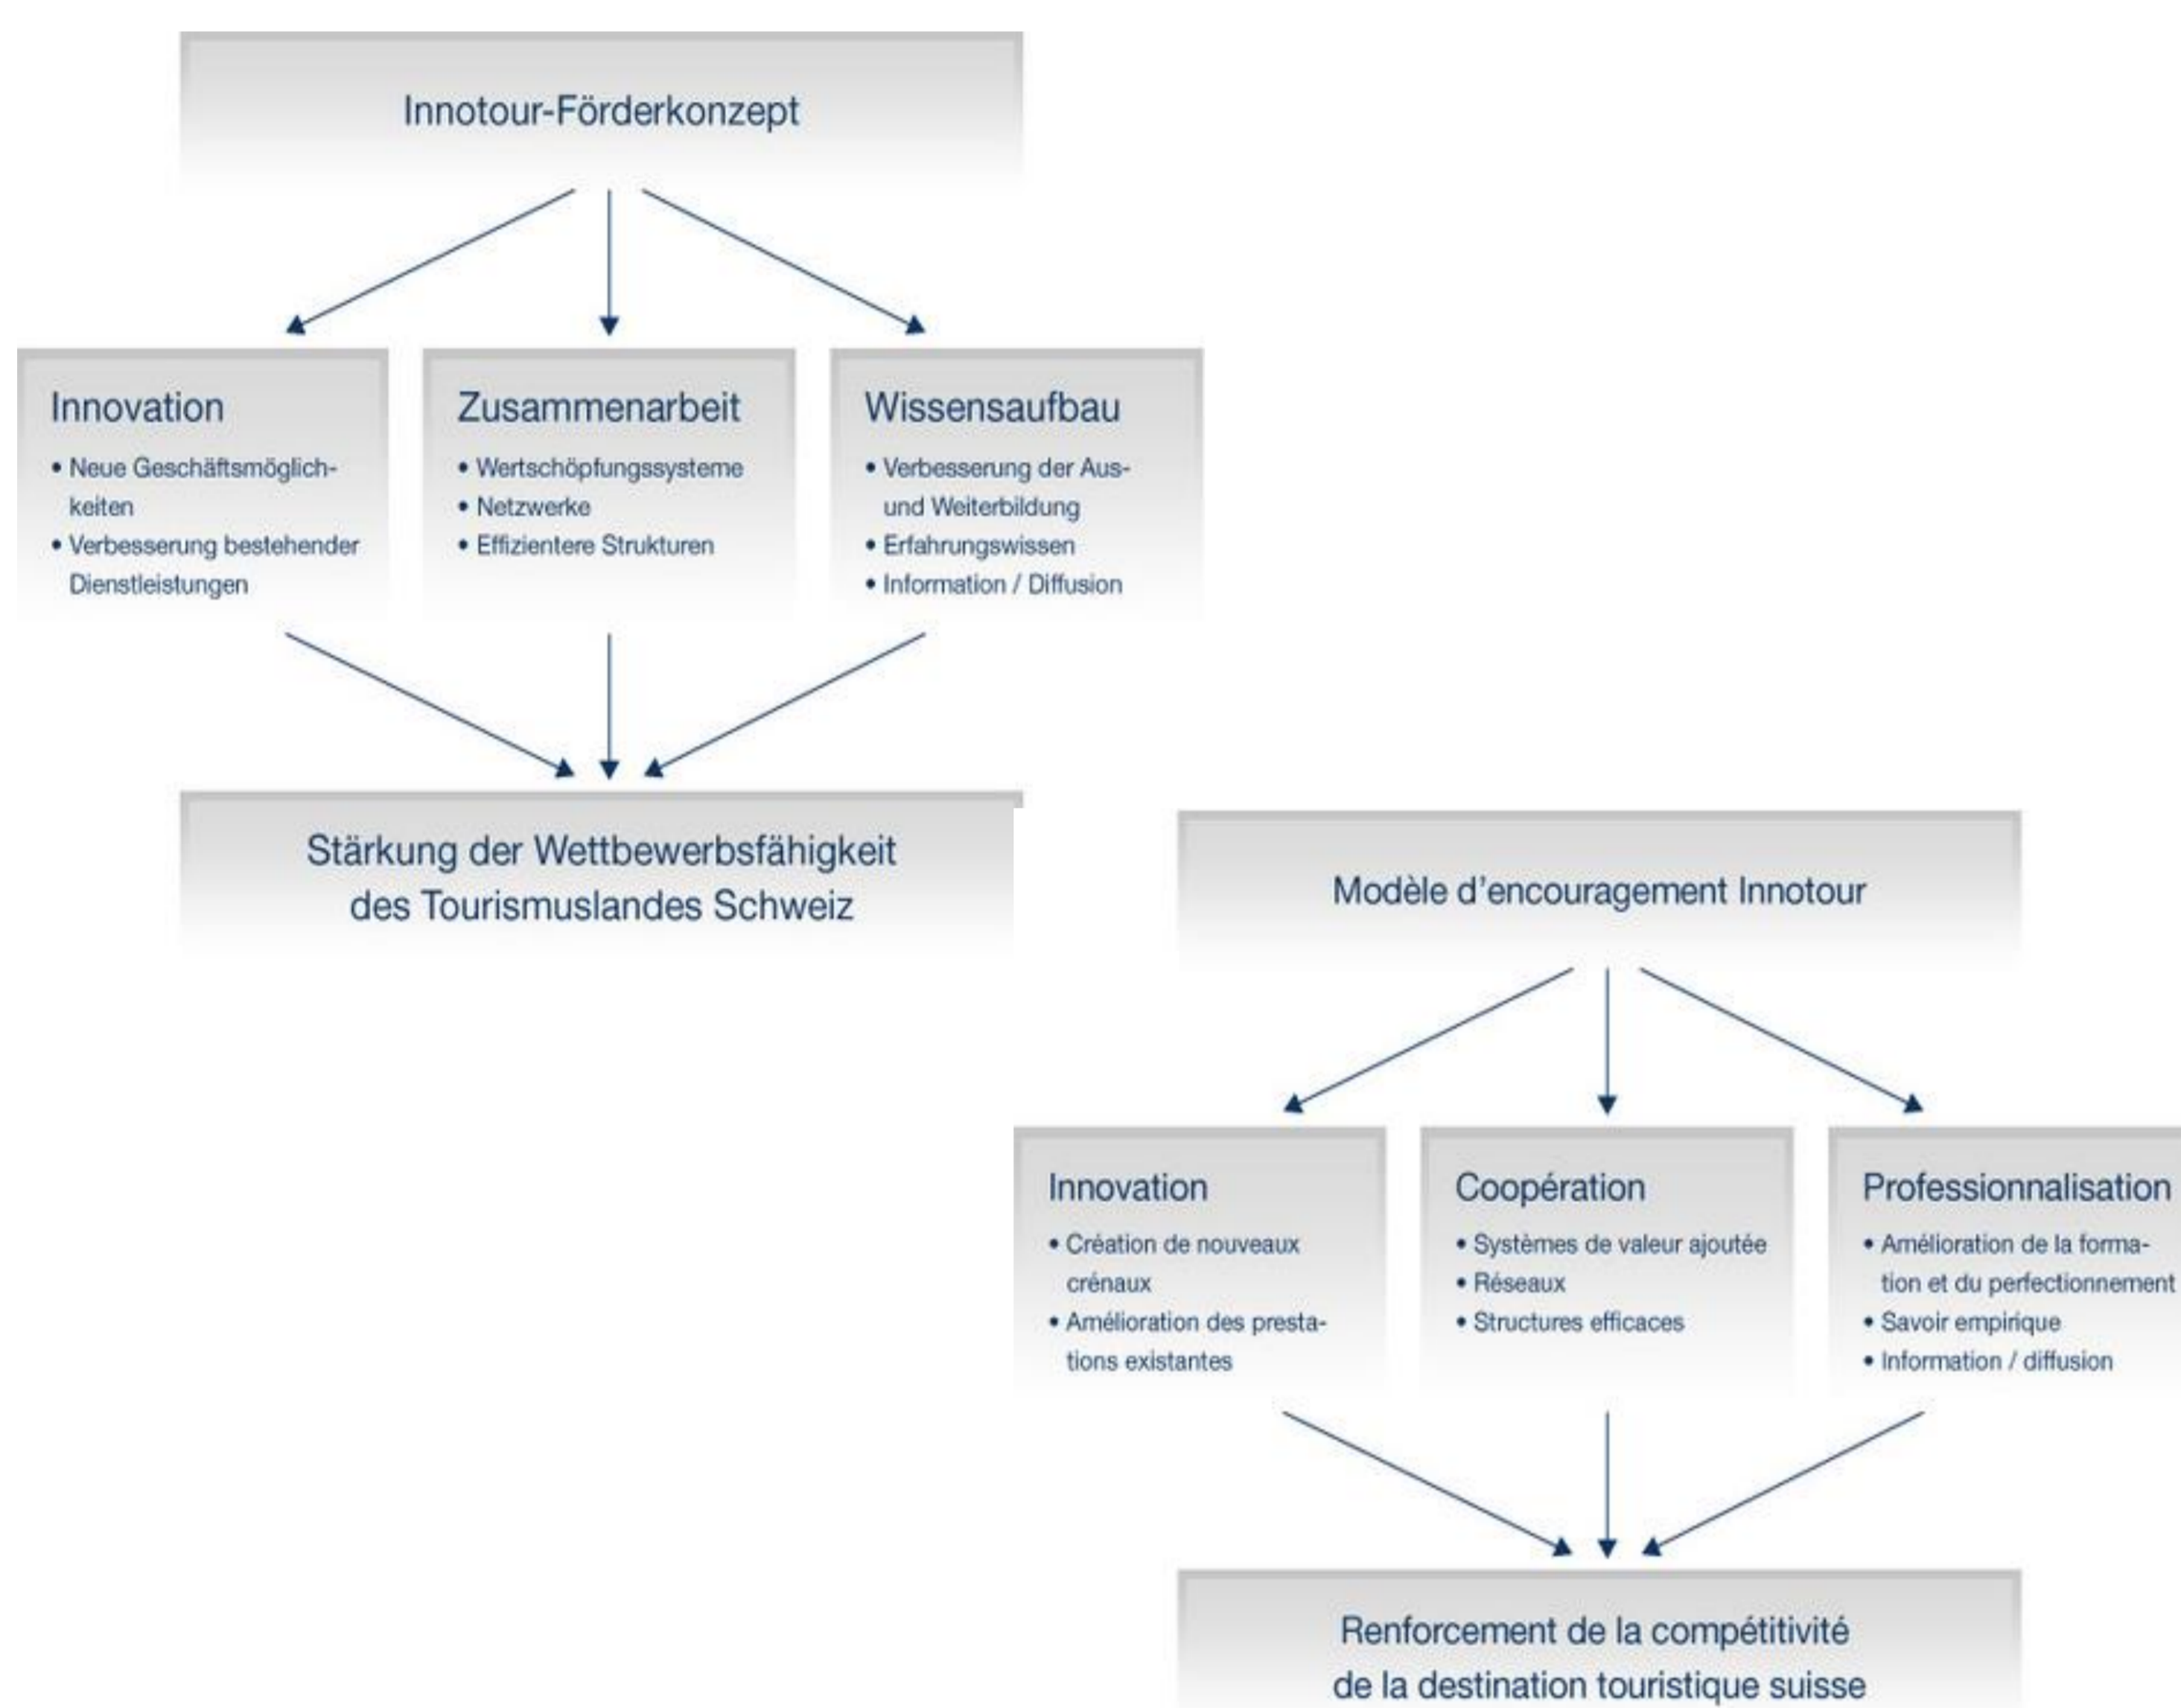 Innotour-Förderkonzept
Innovation
• Neue Geschäftsmöglich-
keiten
• Verbesserung bestehender
Dienstleistungen
Zusammenarbeit
• Wertschöpfungssysteme
• Netzwerke
• Effizientere Strukturen
Wissensaufbau
• Verbesserung der Aus-
und Weiterbildung
• Erfahrungswissen
• Information / Diffusion
Stärkung der Wettbewerbsfähigkeit
des Tourismuslandes Schweiz
Modèle d'encouragement Innotour
Innovation
• Création de nouveaux
crénaux
• Amélioration des presta-
tions existantes
Coopération
• Systèmes de valeur ajoutée
• Réseaux
• Structures efficaces
Professionnalisation
• Amélioration de la forma-
tion et du perfectionnement
• Savoir empirique
• Information / diffusion
Renforcement de la compétitivité
de la destination touristique suisse